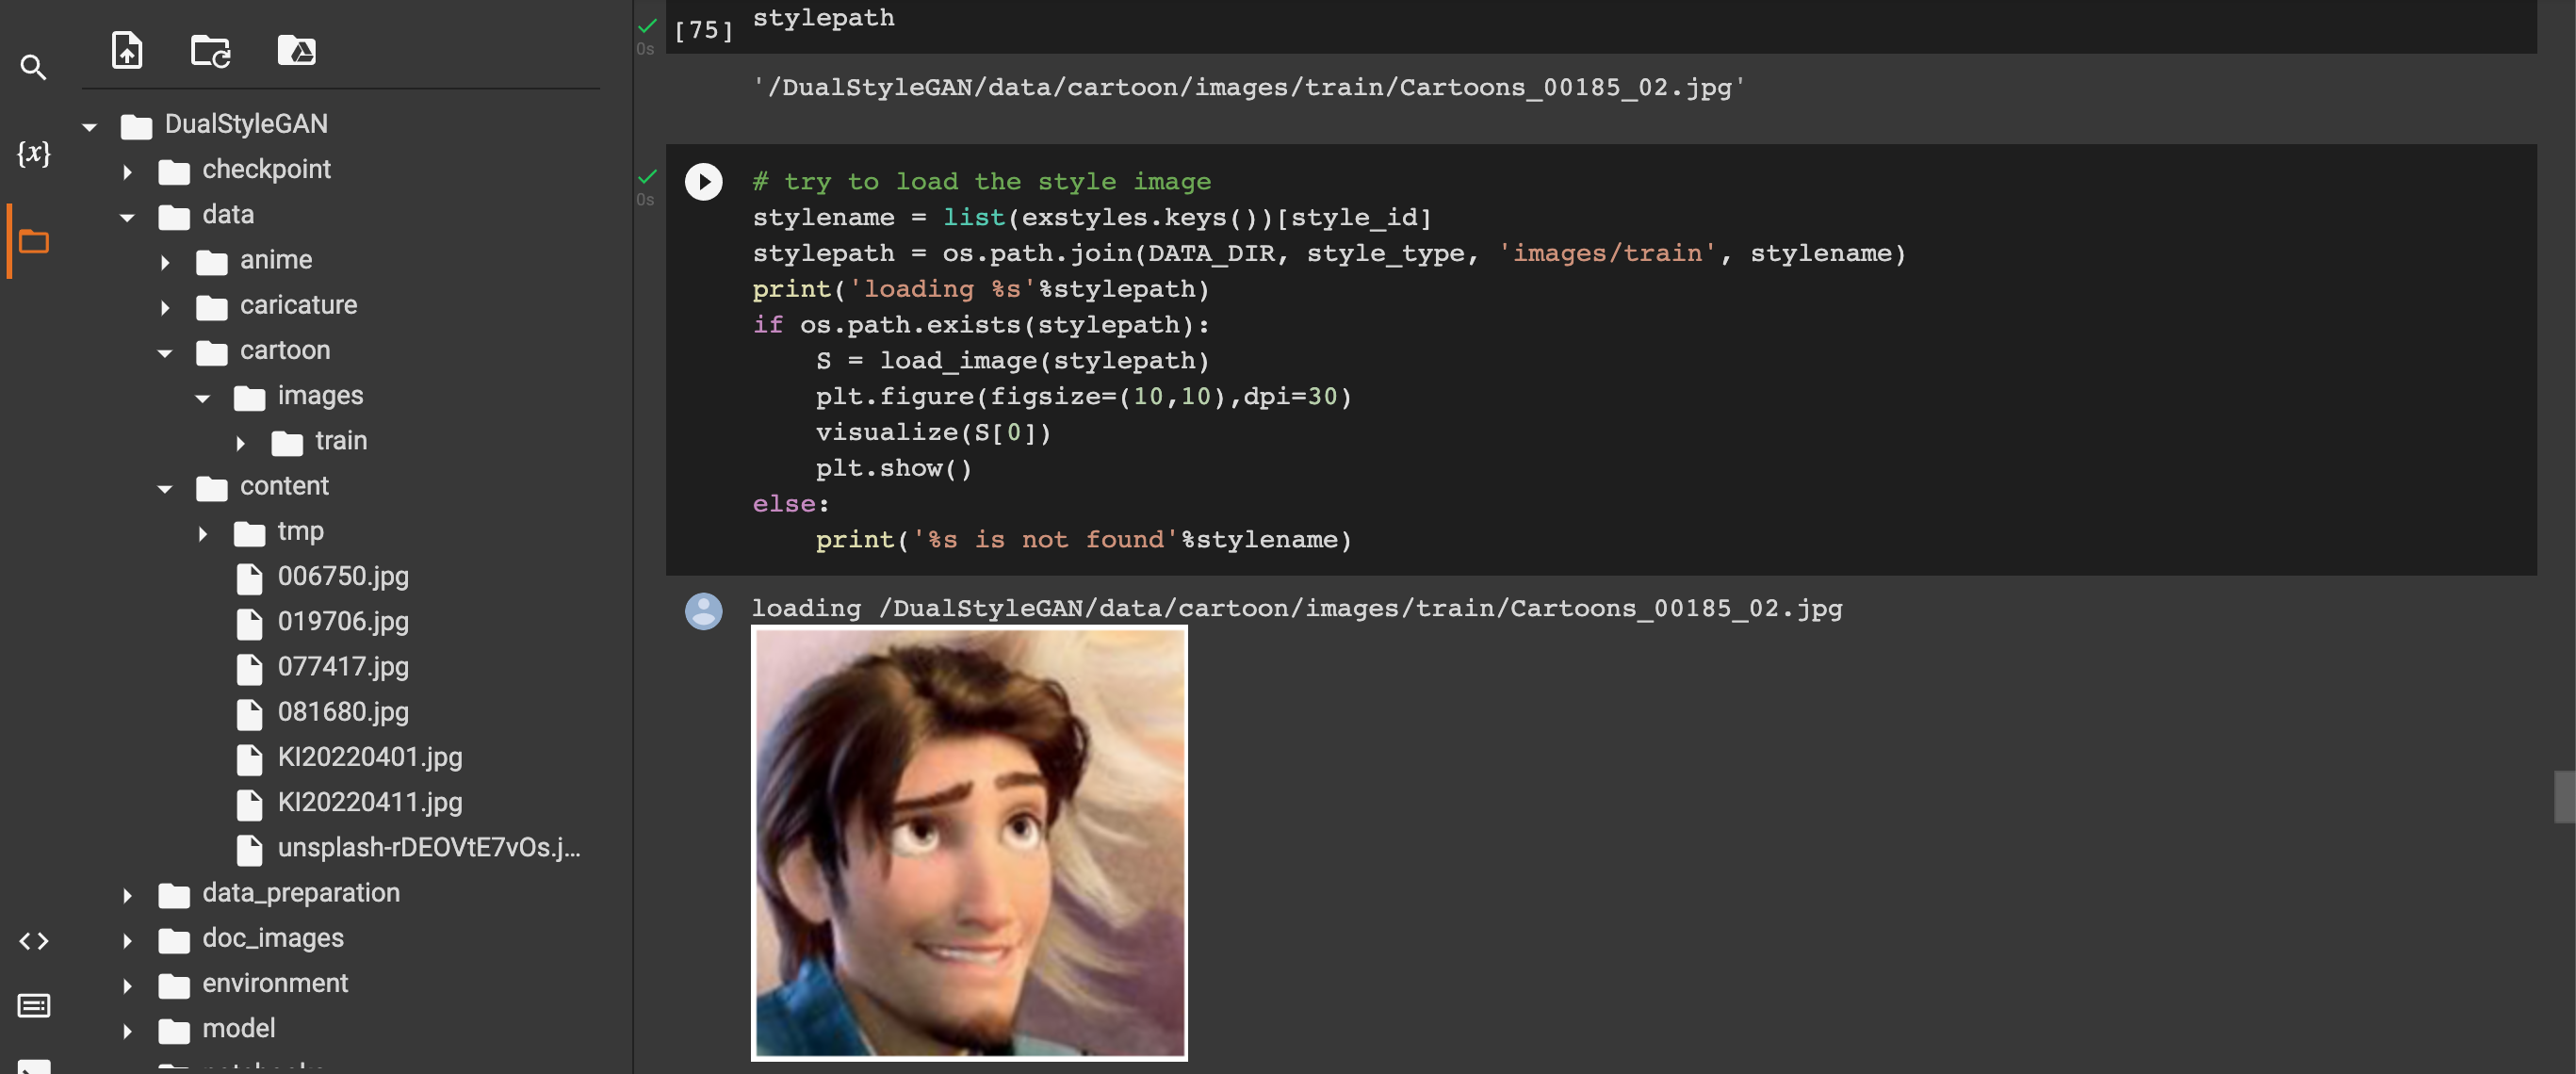 {x}
DualStyleGAN
checkpoint
data
anime
caricature
cartoon
images
train
content
tmp
006750.jpg
019706.jpg
077417.jpg
081680.jpg
KI20220401.jpg
KI20220411.jpg
unsplash-rDEOVtE7vOs.j...
data_preparation
doc_images
environment
model
0s
[75] stylepath
'/DualStyleGAN/data/cartoon/images/train/Cartoons_00185_02.jpg'
0s
# try to load the style image
stylename = list(exstyles.keys())[style_id]
stylepath = os.path.join(DATA_DIR, style_type, 'images/train', stylename)
print('loading %s'%stylepath)
if os.path.exists(stylepath):
    S = load_image(stylepath)
    plt.figure(figsize=(10,10),dpi=30)
    visualize(S[0])
    plt.show()
else:
    print('%s is not found'%stylename)
loading /DualStyleGAN/data/cartoon/images/train/Cartoons_00185_02.jpg